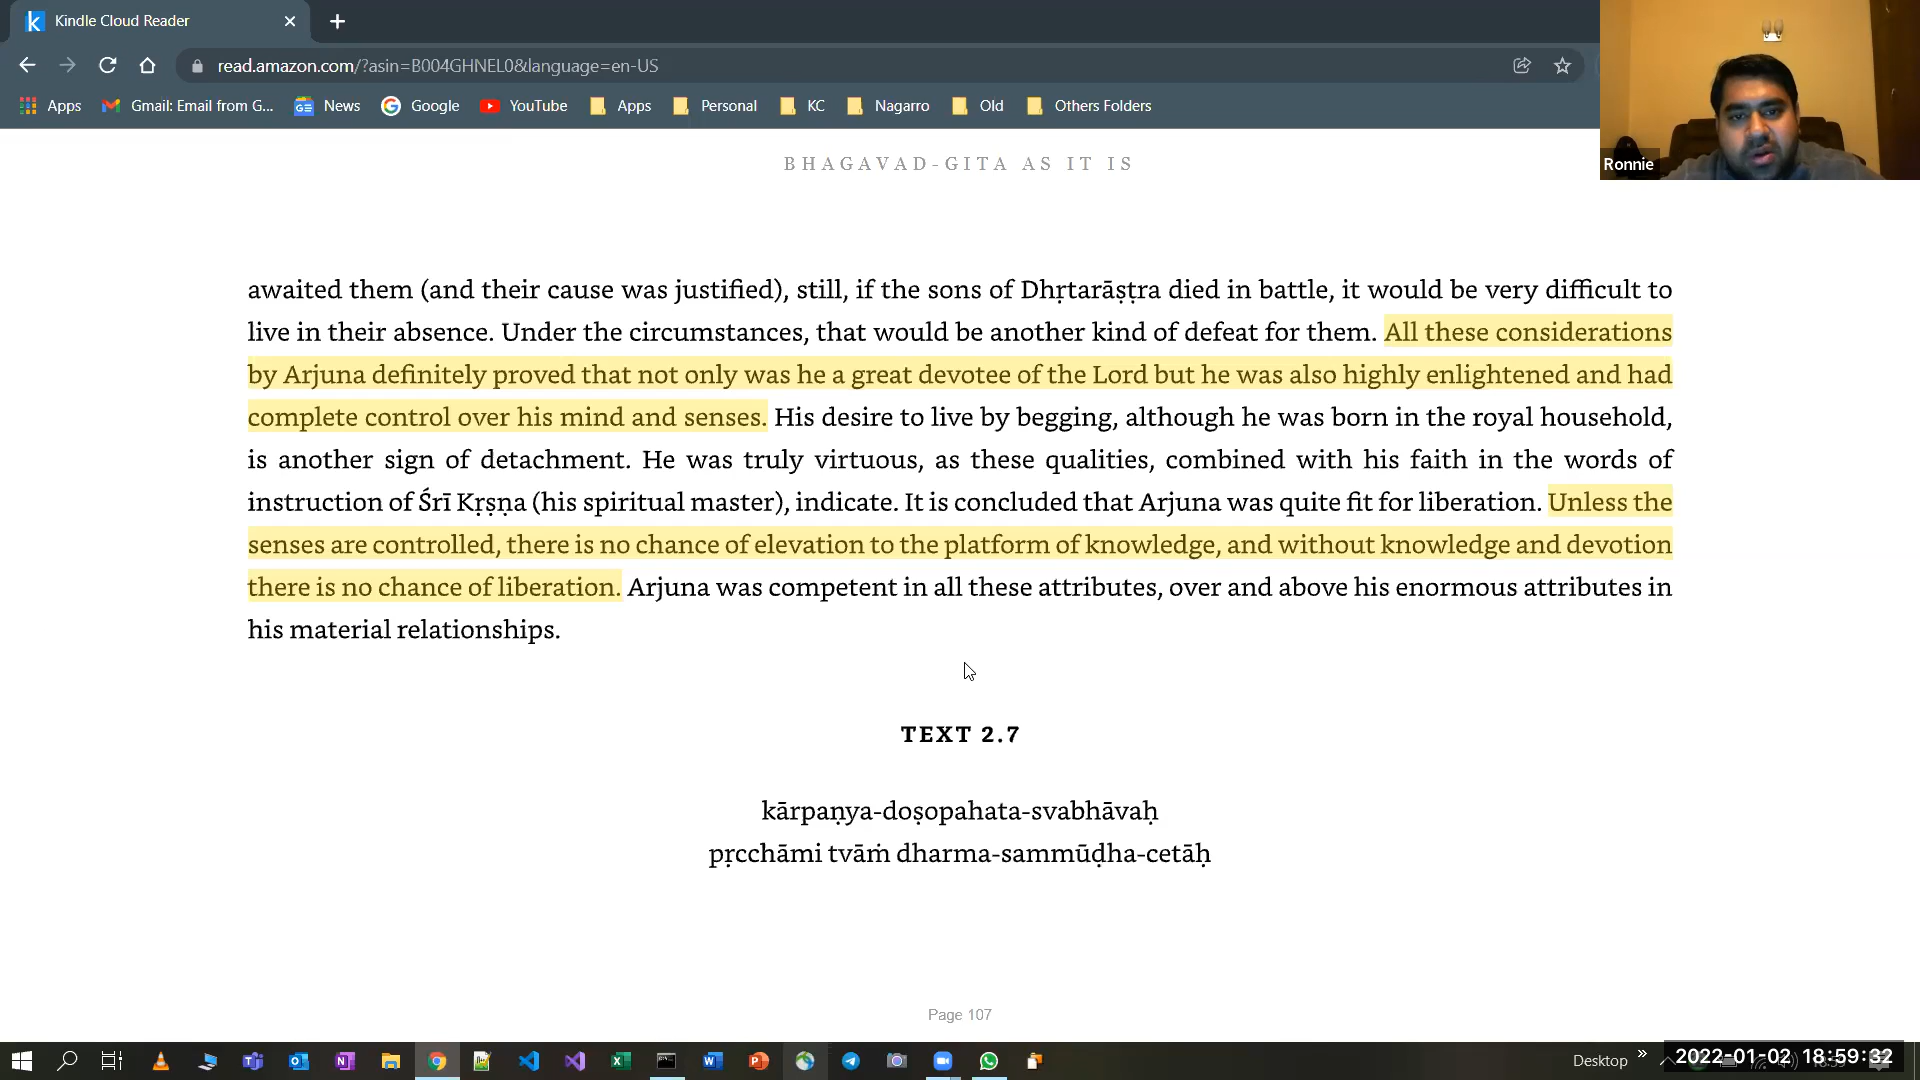 Kindle Cloud Reader
read.amazon.com/?asin=B004GHNEL0&language=en-US
Apps
Gmail: Email from G...
News
Google
YouTube
Apps
Personal
KC
Nagarro
Old
Others Folders
Ronnie
BHAGAVAD-GITA AS IT IS
awaited them (and their cause was justified), still, if the sons of Dhṛtarāṣṭra died in battle, it would be very difficult to
live in their absence. Under the circumstances, that would be another kind of defeat for them. All these considerations
by Arjuna definitely proved that not only was he a great devotee of the Lord but he was also highly enlightened and had
complete control over his mind and senses. His desire to live by begging, although he was born in the royal household,
is another sign of detachment. He was truly virtuous, as these qualities, combined with his faith in the words of
instruction of Śrī Kṛṣṇa (his spiritual master), indicate. It is concluded that Arjuna was quite fit for liberation. Unless the
senses are controlled, there is no chance of elevation to the platform of knowledge, and without knowledge and devotion
there is no chance of liberation. Arjuna was competent in all these attributes, over and above his enormous attributes in
his material relationships.
TEXT 2.7
kārpaṇya-doṣopahata-svabhāvaḥ
pṛcchāmi tvāṁ dharma-sammūḍha-cetāḥ
Page 107
Desktop
2022-01-02 18:59:32